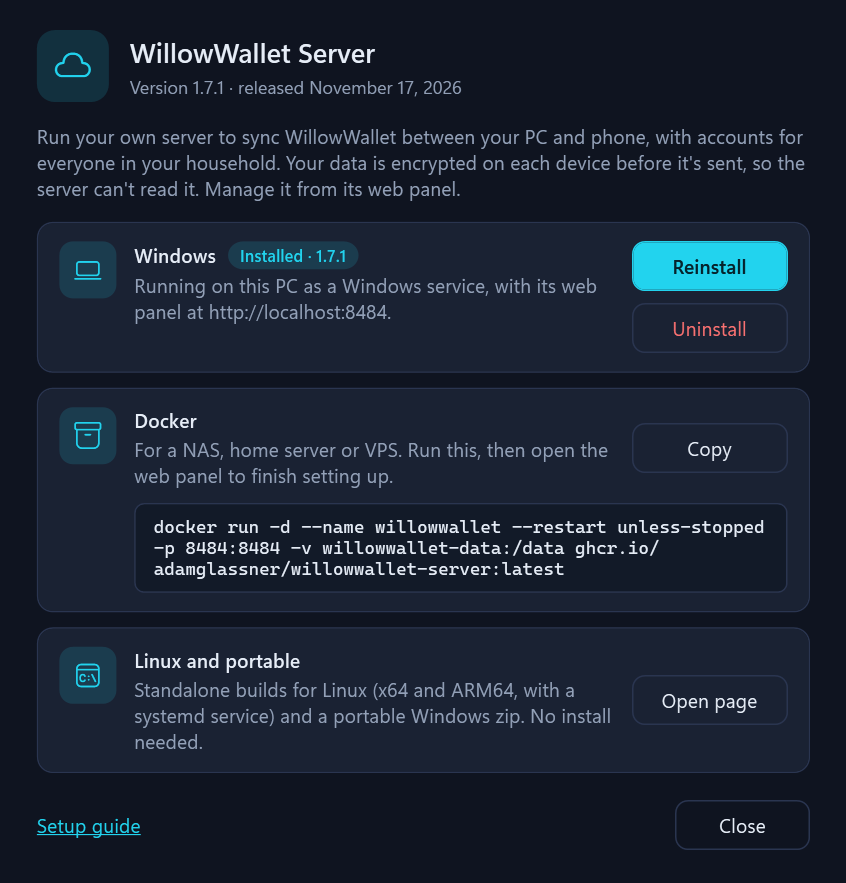 WillowWallet Server
Version 1.7.1 · released November 17, 2026
Run your own server to sync WillowWallet between your PC and phone, with accounts for
everyone in your household. Your data is encrypted on each device before it's sent, so the
server can't read it. Manage it from its web panel.
Windows
Installed · 1.7.1
Running on this PC as a Windows service, with its web
panel at http://localhost:8484.
Reinstall
Uninstall
Docker
For a NAS, home server or VPS. Run this, then open the
web panel to finish setting up.
Copy
docker run -d --name willowwallet --restart unless-stopped
-p 8484:8484 -v willowwallet-data:/data ghcr.io/
adamglassner/willowwallet-server:latest
C:\
Linux and portable
Standalone builds for Linux (x64 and ARM64, with a
systemd service) and a portable Windows zip. No install
needed.
Open page
Setup guide
Close